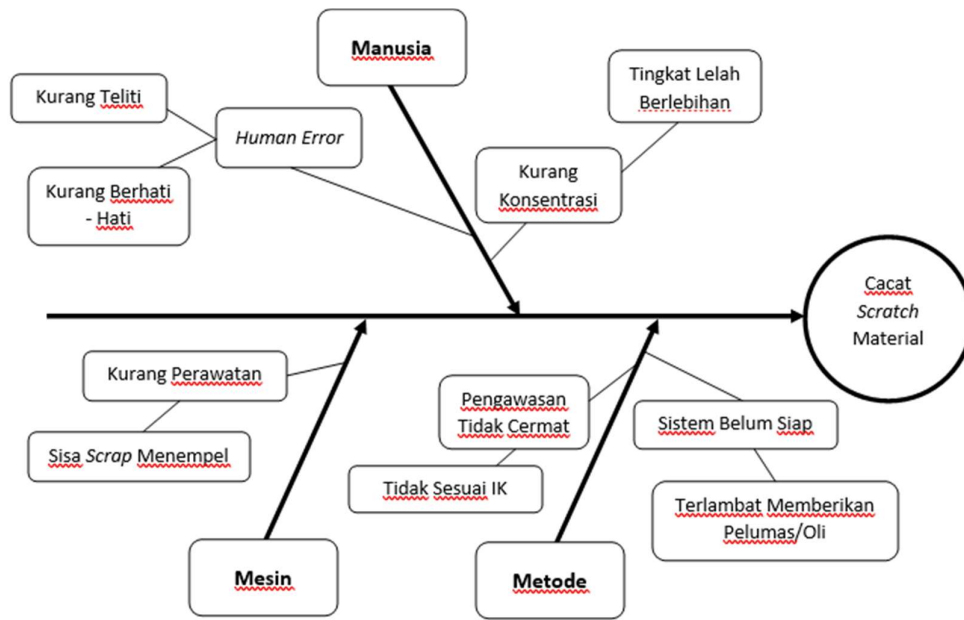 Manusia
Tingkat Lelah
Berlebihan
Kurang Teliti
Human Error
Kurang Berhati
- Hati
Kurang
Konsentrasi
Cacat
Scratch
Material
Kurang Perawatan
Sisa Scrap Menempel
Pengawasan
Tidak Cermat
Tidak Sesuai IK
Sistem Belum Siap
Terlambat Memberikan
Pelumas/Oli
Mesin
Metode